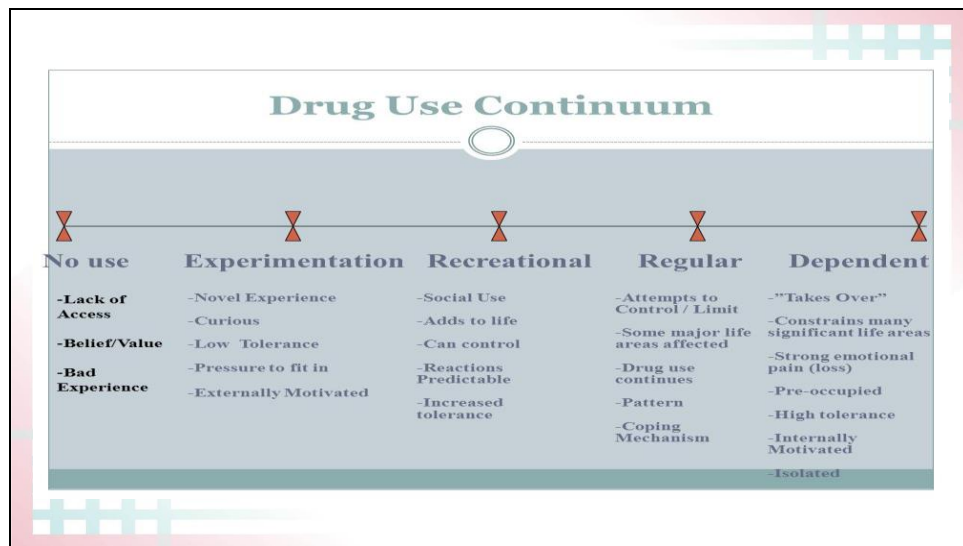 Drug Use Continuum
No use
-Lack of
Access
-Belief/Value
-Bad
Experience
Experimentation
-Novel Experience
-Curious
-Low Tolerance
-Pressure to fit in
-Externally Motivated
Recreational
-Social Use
-Adds to life
-Can control
-Reactions
Predictable
-Increased
tolerance
Regular
-Attempts to
Control / Limit
-Some major life
areas affected
-Drug use
continues
-Pattern
-Coping
Mechanism
Dependent
-"Takes Over"
-Constrains many
significant life areas
-Strong emotional
pain (loss)
-Pre-occupied
-High tolerance
-Internally
Motivated
-Isolated